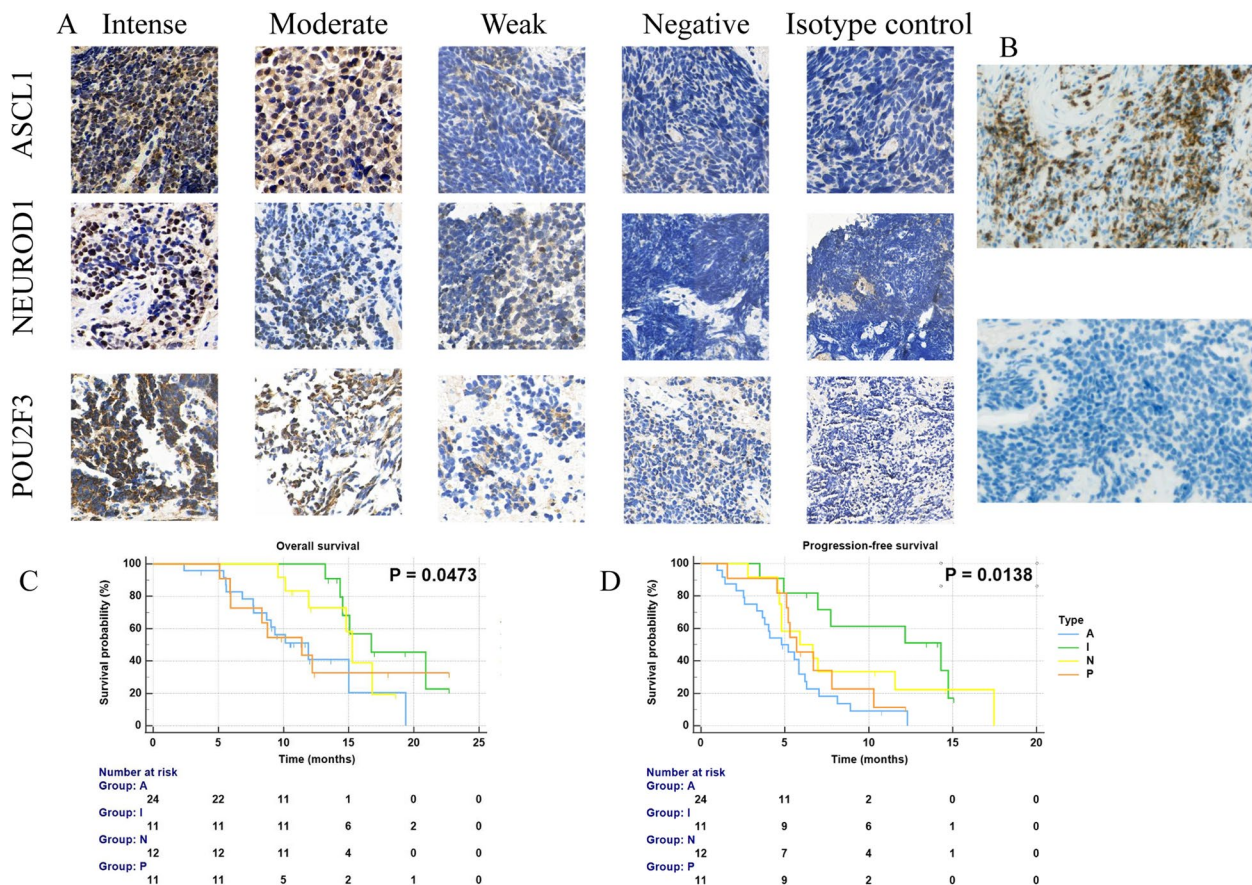 A Intense Moderate Weak Negative Isotype control B
ASCL1
NEUROD1
POU2F3
C
Overall survival
P = 0.0473
Survival probability (%)
100
80
60
40
20
0
0 5 10 15 20 25
Time (months)
Number at risk
Group: A
24 22 11 1 0 0
Group: I
11 11 11 6 2 0
Group: N
12 12 11 4 0 0
Group: P
11 11 5 2 1 0
D
Progression-free survival
P = 0.0138
Survival probability (%)
100
80
60
40
20
0
0 5 10 15 20
Time (months)
Type
A
I
N
P
Number at risk
Group: A
24 11 2 0 0
Group: I
11 9 6 1 0
Group: N
12 7 4 1 0
Group: P
11 9 2 0 0